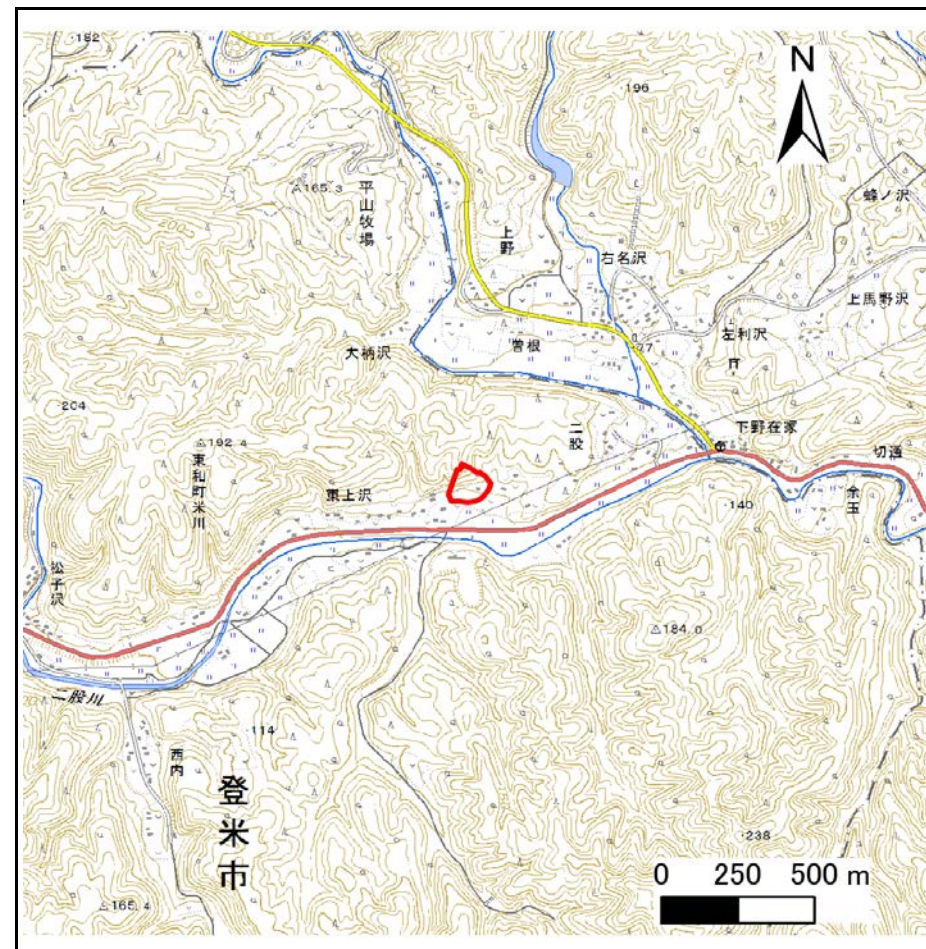 182
N
196
165.3
平山牧場
上野
蜂ノ沢
右名沢
上馬野沢
左利沢
77
曽根
大柄沢
204
192.4
二股
下野在家
切通
東和町米川
東上沢
140
余玉
松子沢
184.0
二股川
114
西内
登米市
238
0 250 500 m
165.4